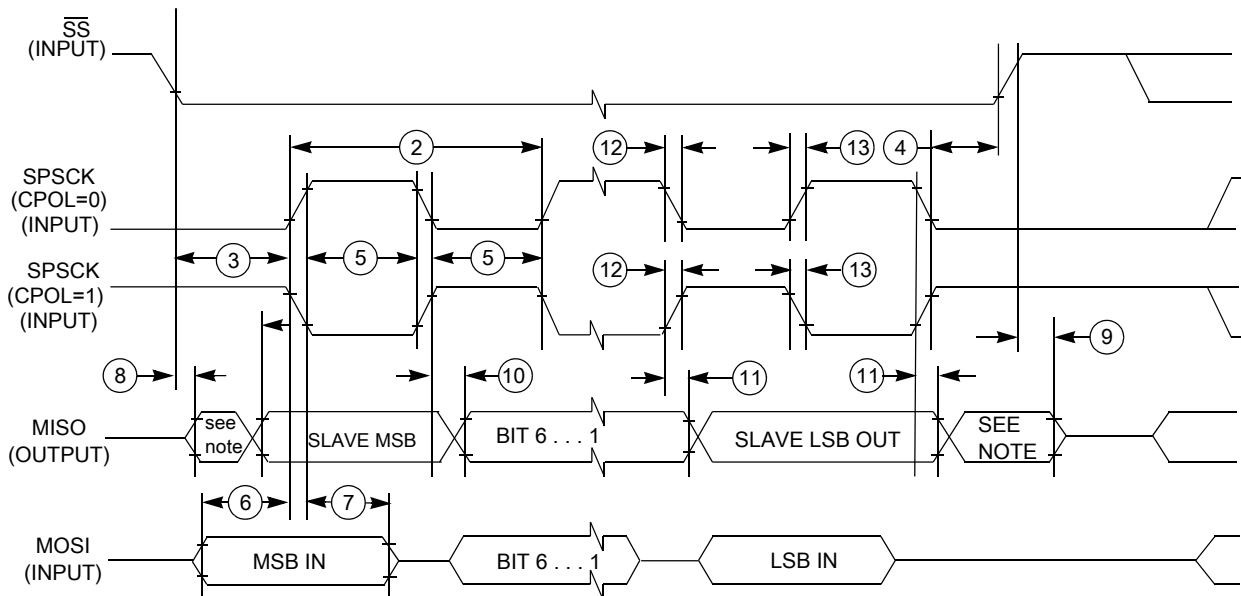 SS
(INPUT)
2
12
13
4
SPSCK
(CPOL=0)
(INPUT)
3
5
5
SPSCK
(CPOL=1)
(INPUT)
12
13
8
10
11
11
9
MISO
(OUTPUT)
see
note
SLAVE MSB
BIT 6 . . . 1
SLAVE LSB OUT
SEE
NOTE
6
7
MOSI
(INPUT)
MSB IN
BIT 6 . . . 1
LSB IN